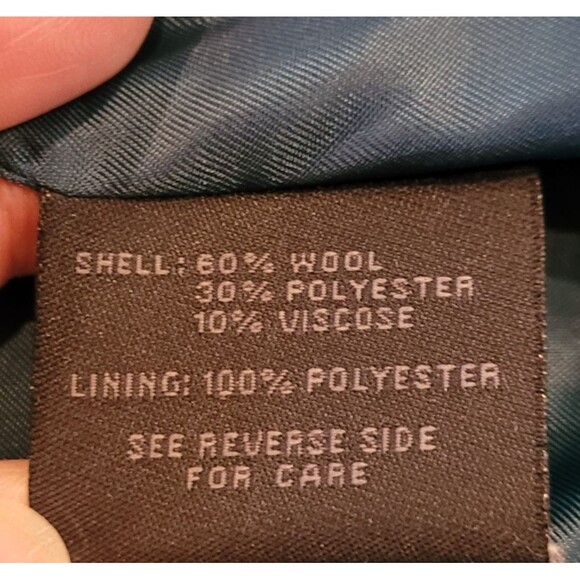 SHELL: 60% WOOL
30% POLYESTER
10% VISCOSE
LINING: 100% POLYESTER
SEE REVERSE SIDE
FOR CARE